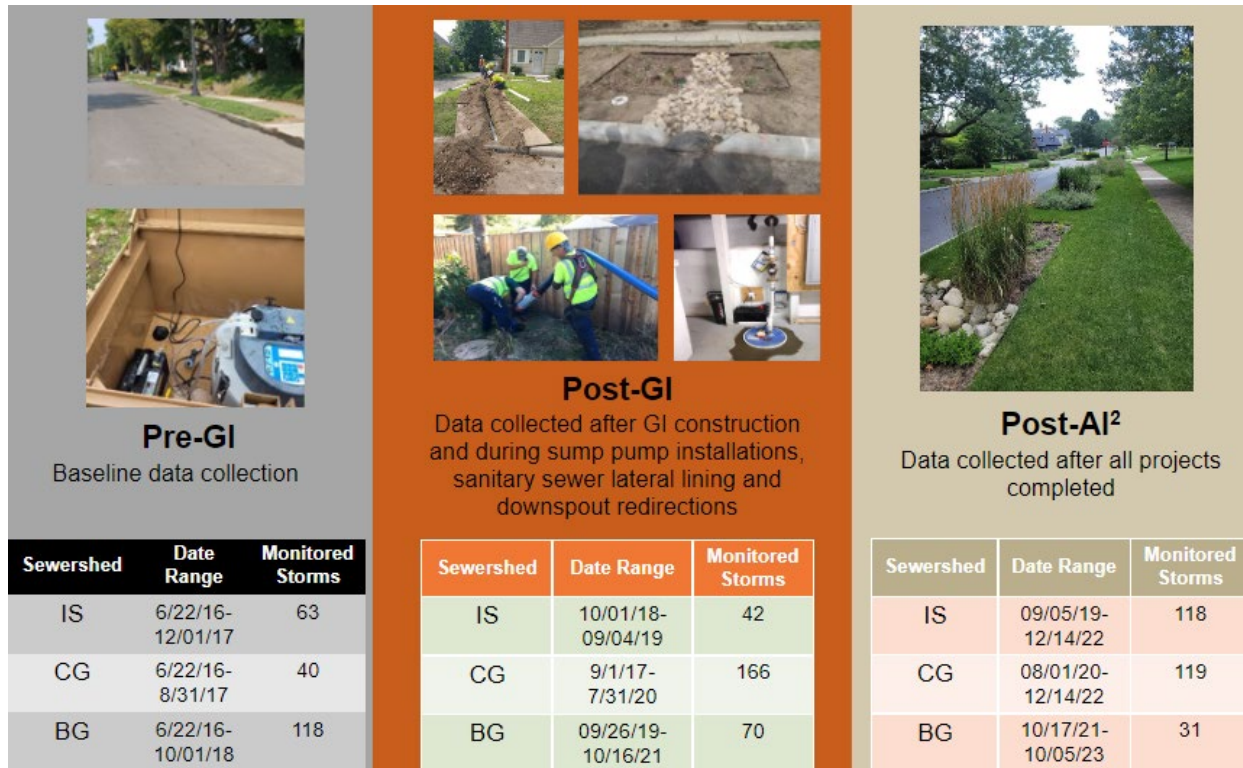 Pre-GI
Baseline data collection
Sewershed Date Range Monitored Storms
IS 6/22/16-12/01/17 63
CG 6/22/16-8/31/17 40
BG 6/22/16-10/01/18 118
Post-GI
Data collected after GI construction
and during sump pump installations,
sanitary sewer lateral lining and
downspout redirections
Sewershed Date Range Monitored Storms
IS 10/01/18-09/04/19 42
CG 9/1/17-7/31/20 166
BG 09/26/19-10/16/21 70
Post-AI²
Data collected after all projects
completed
Sewershed Date Range Monitored Storms
IS 09/05/19-12/14/22 118
CG 08/01/20-12/14/22 119
BG 10/17/21-10/05/23 31